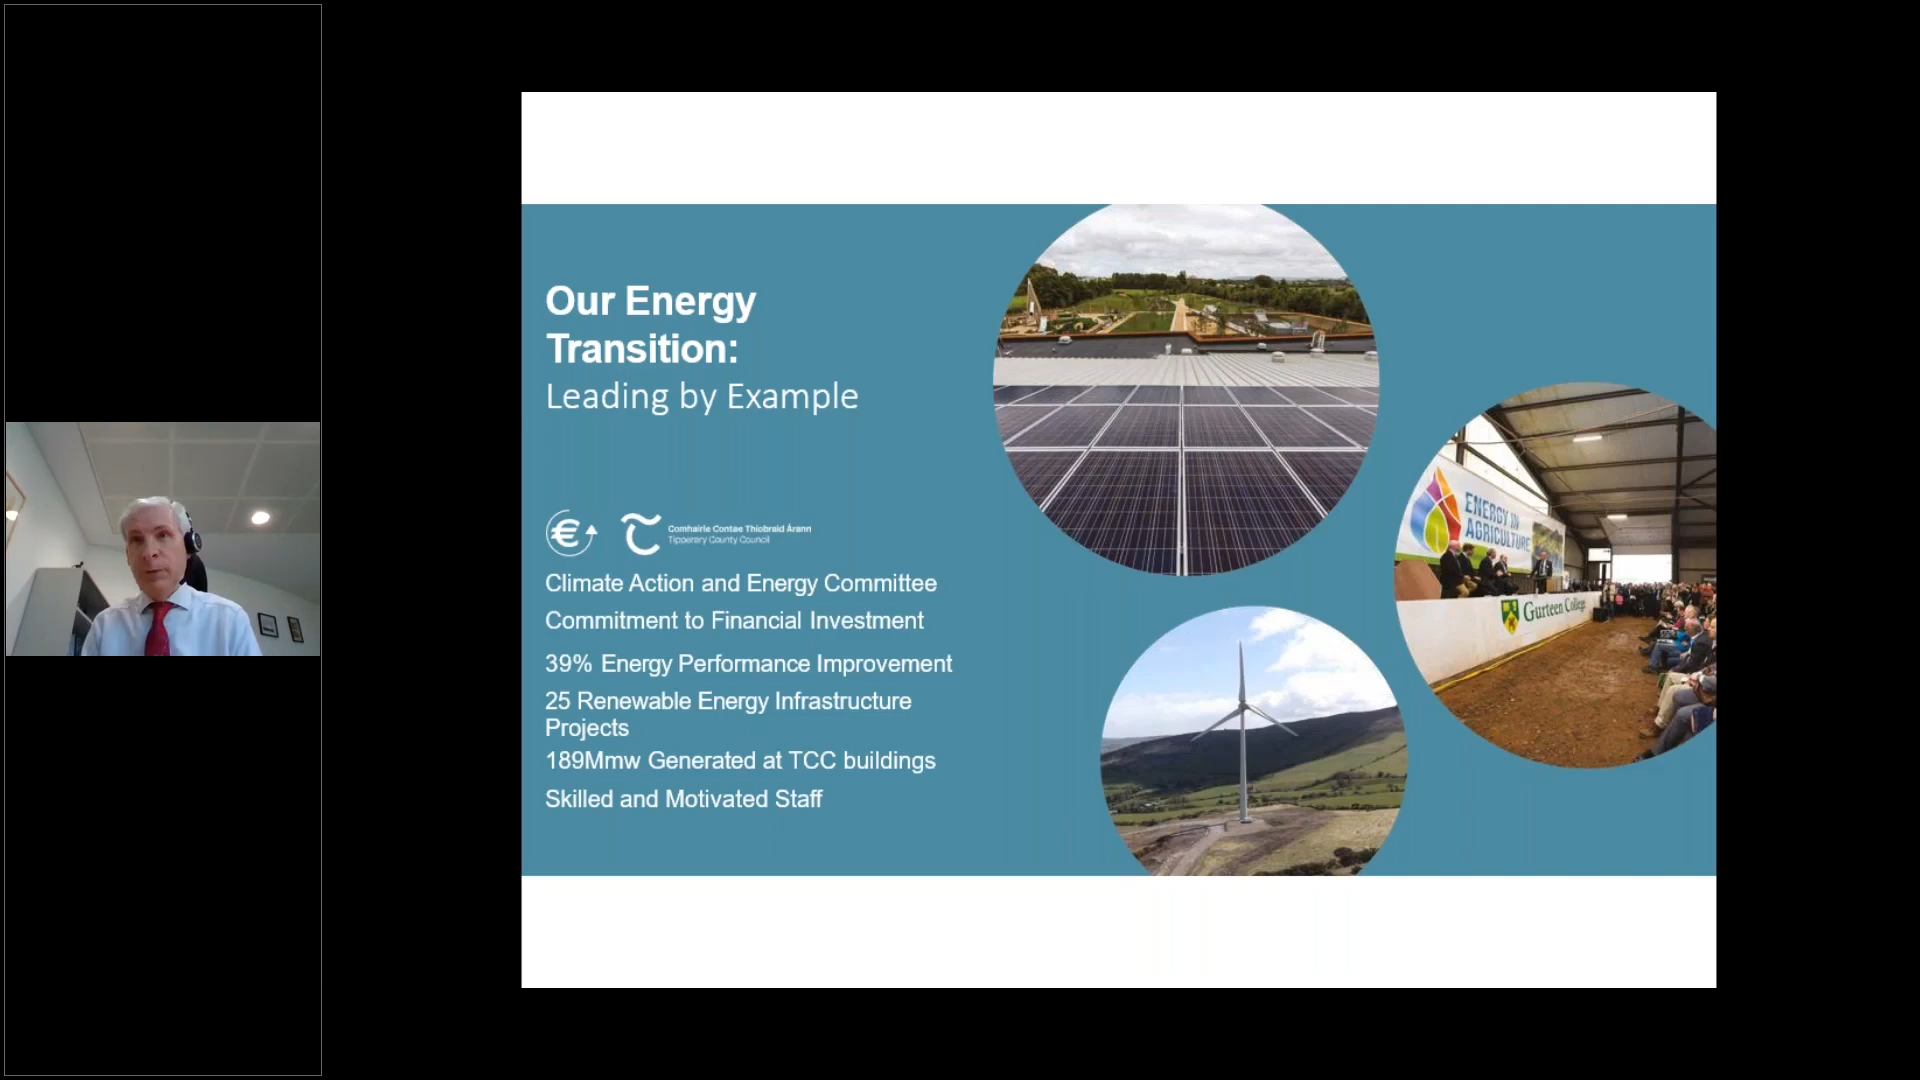 Our Energy
Transition:
Leading by Example
€
Comhairle Contae Thiobraid Árann
Tipperary County Council
Climate Action and Energy Committee
Commitment to Financial Investment
39% Energy Performance Improvement
25 Renewable Energy Infrastructure
Projects
189Mmw Generated at TCC buildings
Skilled and Motivated Staff
ENERGY IN
AGRICULTURE
Gurteen College